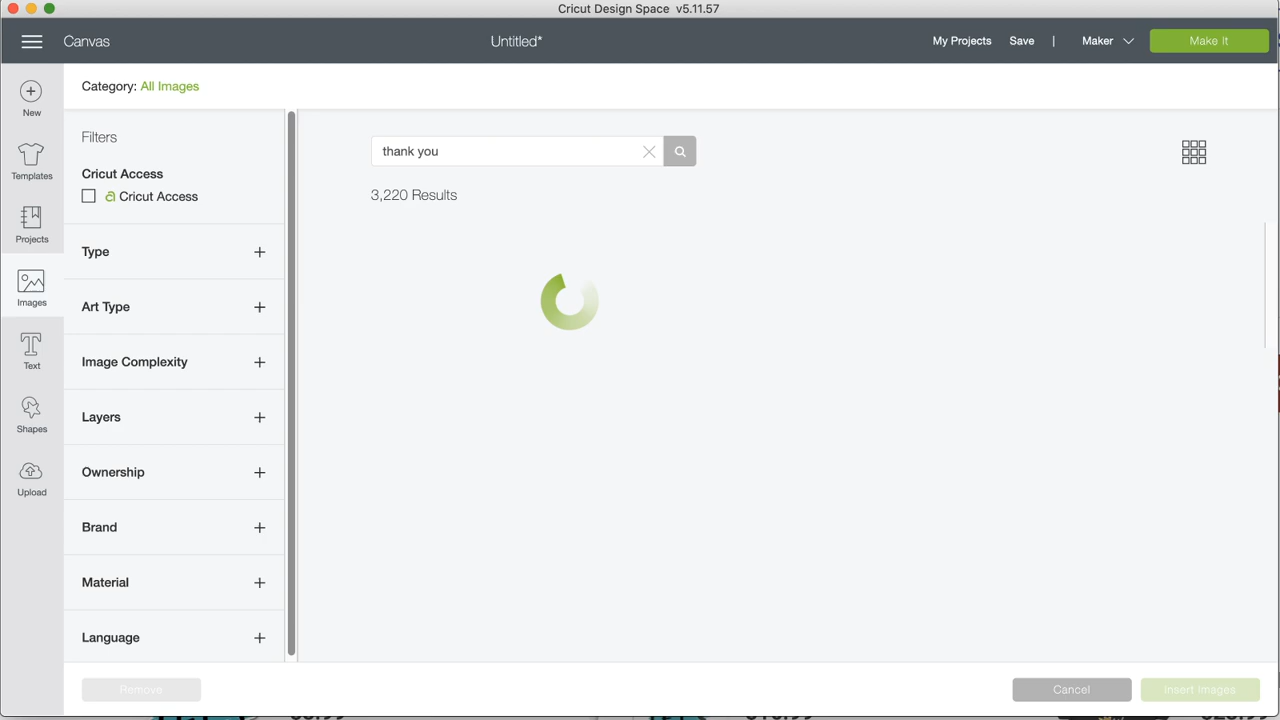 Cricut Design Space v5.11.57
Canvas
Untitled*
My Projects
Save
|
Maker
Make It
New
Templates
Projects
Images
Text
Shapes
Upload
Category: All Images
Filters
Cricut Access
a Cricut Access
Type
Art Type
Image Complexity
Layers
Ownership
Brand
Material
Language
thank you
3,220 Results
Remove
Cancel
Insert Images